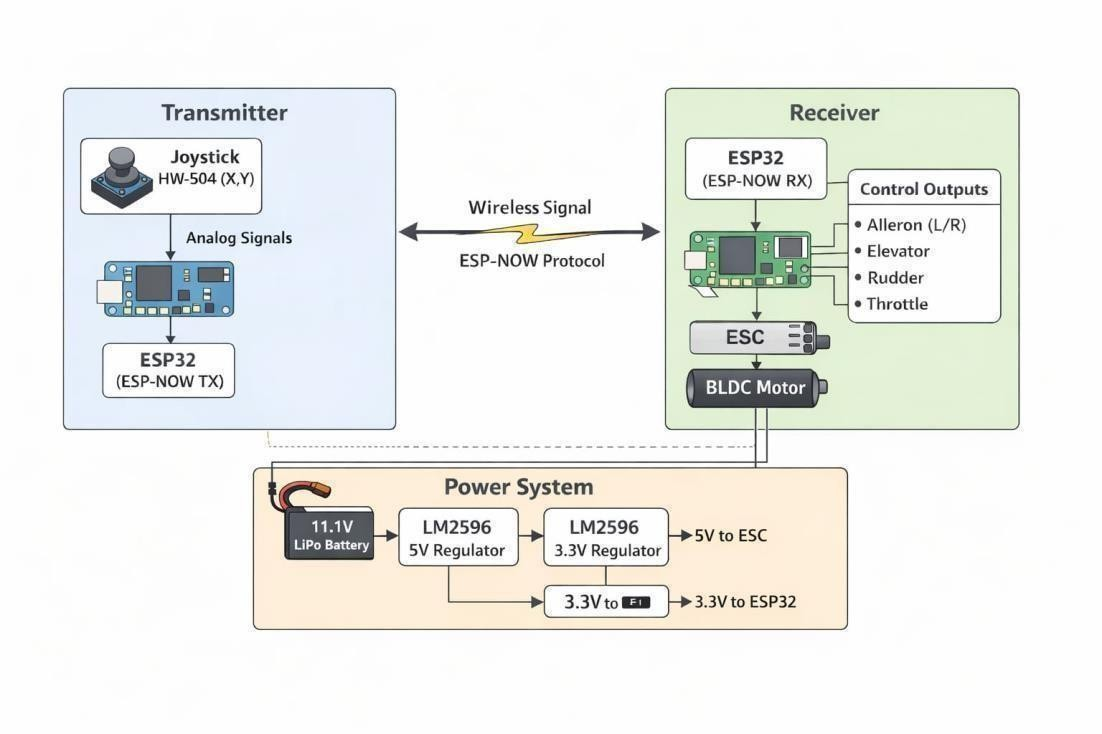 Transmitter
Joystick
HW-504 (X,Y)
Analog Signals
ESP32
(ESP-NOW TX)
Wireless Signal
ESP-NOW Protocol
Receiver
ESP32
(ESP-NOW RX)
Control Outputs
• Alleron (L/R)
• Elevator
• Rudder
• Throttle
ESC
BLDC Motor
Power System
11.1V
LiPo Battery
LM2596
5V Regulator
LM2596
3.3V Regulator
5V to ESC
3.3V to
3.3V to ESP32